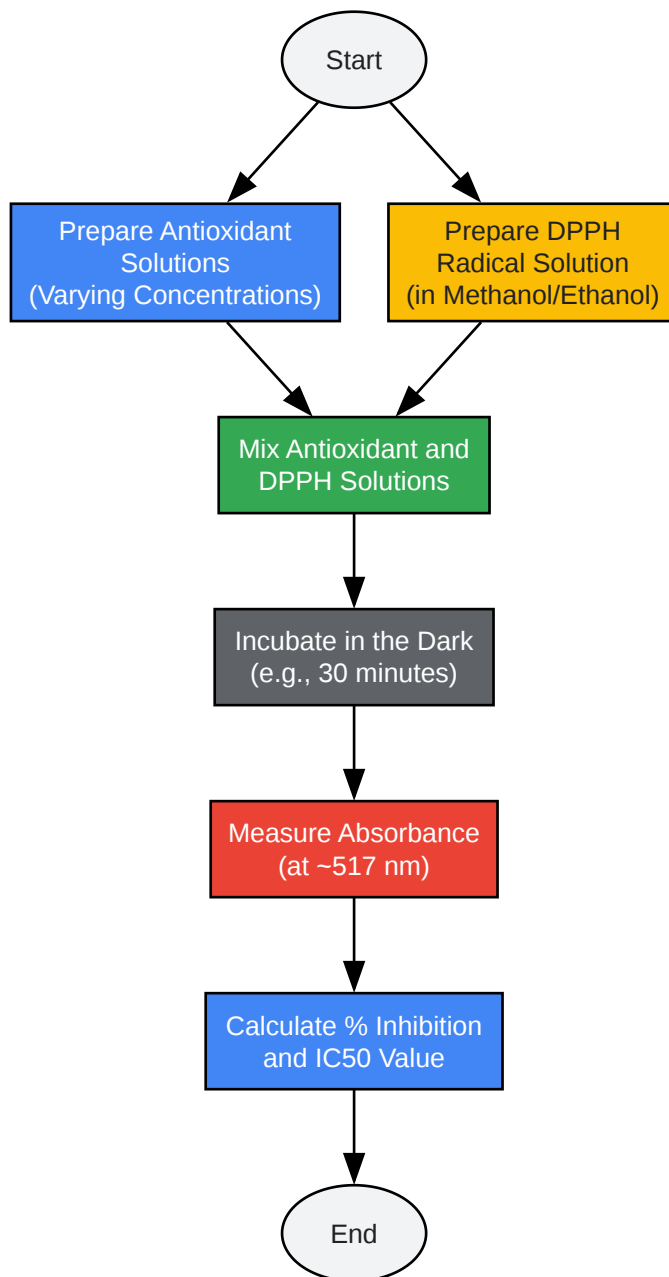 Start
Prepare Antioxidant
Solutions
(Varying Concentrations)
Prepare DPPH
Radical Solution
(in Methanol/Ethanol)
Mix Antioxidant and
DPPH Solutions
Incubate in the Dark
(e.g., 30 minutes)
Measure Absorbance
(at ~517 nm)
Calculate % Inhibition
and IC50 Value
End